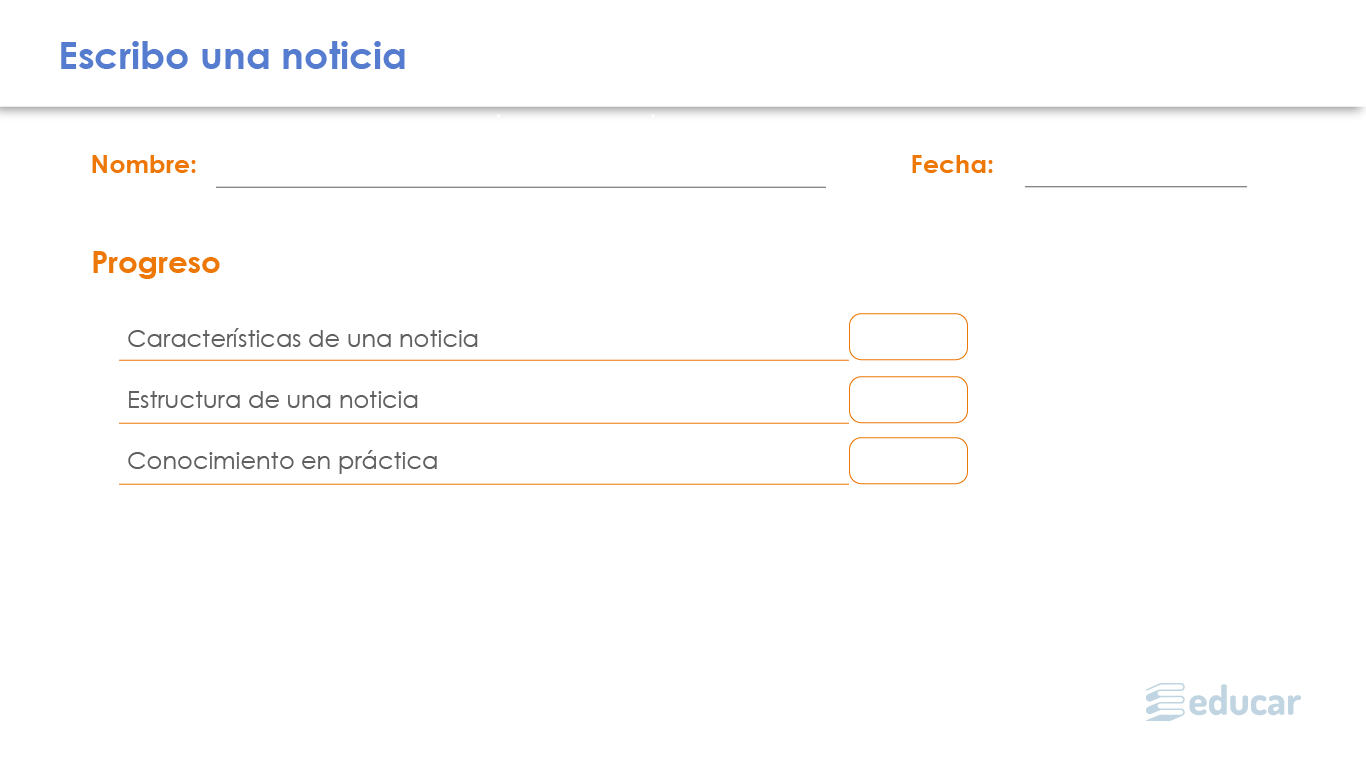 Escribo una noticia
Nombre:
Fecha:
Progreso
Características de una noticia
Estructura de una noticia
Conocimiento en práctica
educar